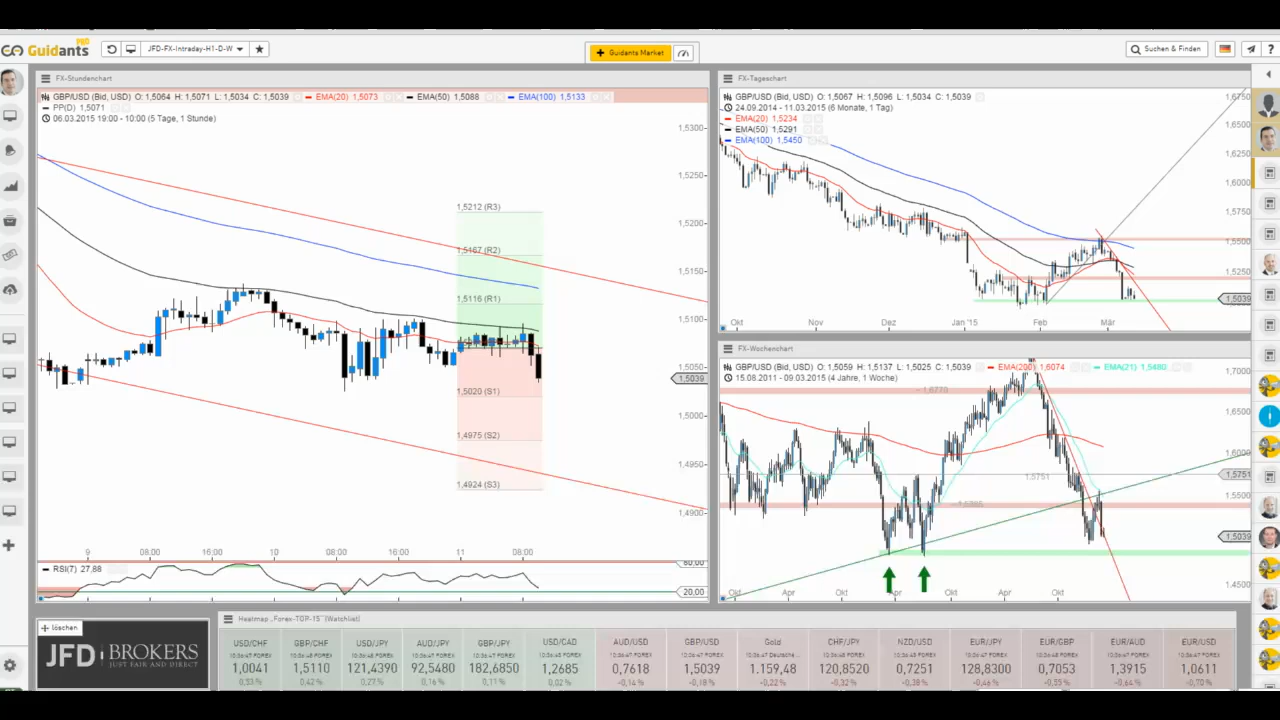 Guidants PRO
JFD-FX-Intraday-H1-D-W
Guidants Market
Suchen & Finden
FX-Stundenchart
GBP/USD (Bid, USD) O: 1,5064 H: 1,5071 L: 1,5034 C: 1,5039 EMA(20) 1,5073 EMA(50) 1,5088 EMA(100) 1,5133
PP(D) 1,5071
06.03.2015 19:00 - 10:00 (5 Tage, 1 Stunde)
1,5300
1,5250
1,5212 (R3)
1,5200
1,5167 (R2)
1,5150
1,5116 (R1)
1,5100
1,5050
1,5039
1,5020 (S1)
1,5000
1,4975 (S2)
1,4950
1,4924 (S3)
1,4900
9 08:00 16:00 10 08:00 16:00 11 08:00
RSI(7) 27,88
80,00
20,00
FX-Tageschart
GBP/USD (Bid, USD) O: 1,5067 H: 1,5096 L: 1,5034 C: 1,5039
24.09.2014 - 11.03.2015 (6 Monate, 1 Tag)
EMA(20) 1,5234
EMA(50) 1,5291
EMA(100) 1,5450
1,6750
1,6500
1,6250
1,6000
1,5750
1,5500
1,5250
1,5039
Okt Nov Dez Jan '15 Feb Mär
FX-Wochenchart
GBP/USD (Bid, USD) O: 1,5059 H: 1,5137 L: 1,5025 C: 1,5039 EMA(200) 1,6074 EMA(21) 1,5480
15.08.2011 - 09.03.2015 (4 Jahre, 1 Woche)
1,7000
1,6770
1,6500
1,6000
1,5751
1,5751
1,5500
1,5039
1,4500
Okt Apr Okt Apr Okt Apr Okt
löschen
JFD BROKERS
JUST FAIR AND DIRECT
Heatmap „Forex-TOP-15“ (Watchlist)
USD/CHF GBP/CHF USD/JPY AUD/JPY GBP/JPY USD/CAD AUD/USD GBP/USD Gold CHF/JPY NZD/USD EUR/JPY EUR/GBP EUR/AUD EUR/USD
1,0041 1,5110 121,4390 92,5480 182,6850 1,2685 0,7618 1,5039 1.159,48 120,8520 0,7251 128,8300 0,7053 1,3915 1,0611
0,53 % 0,42 % 0,27 % 0,16 % 0,11 % 0,02 % -0,14 % -0,18 % -0,22 % -0,32 % -0,38 % -0,46 % -0,55 % -0,64 % -0,70 %